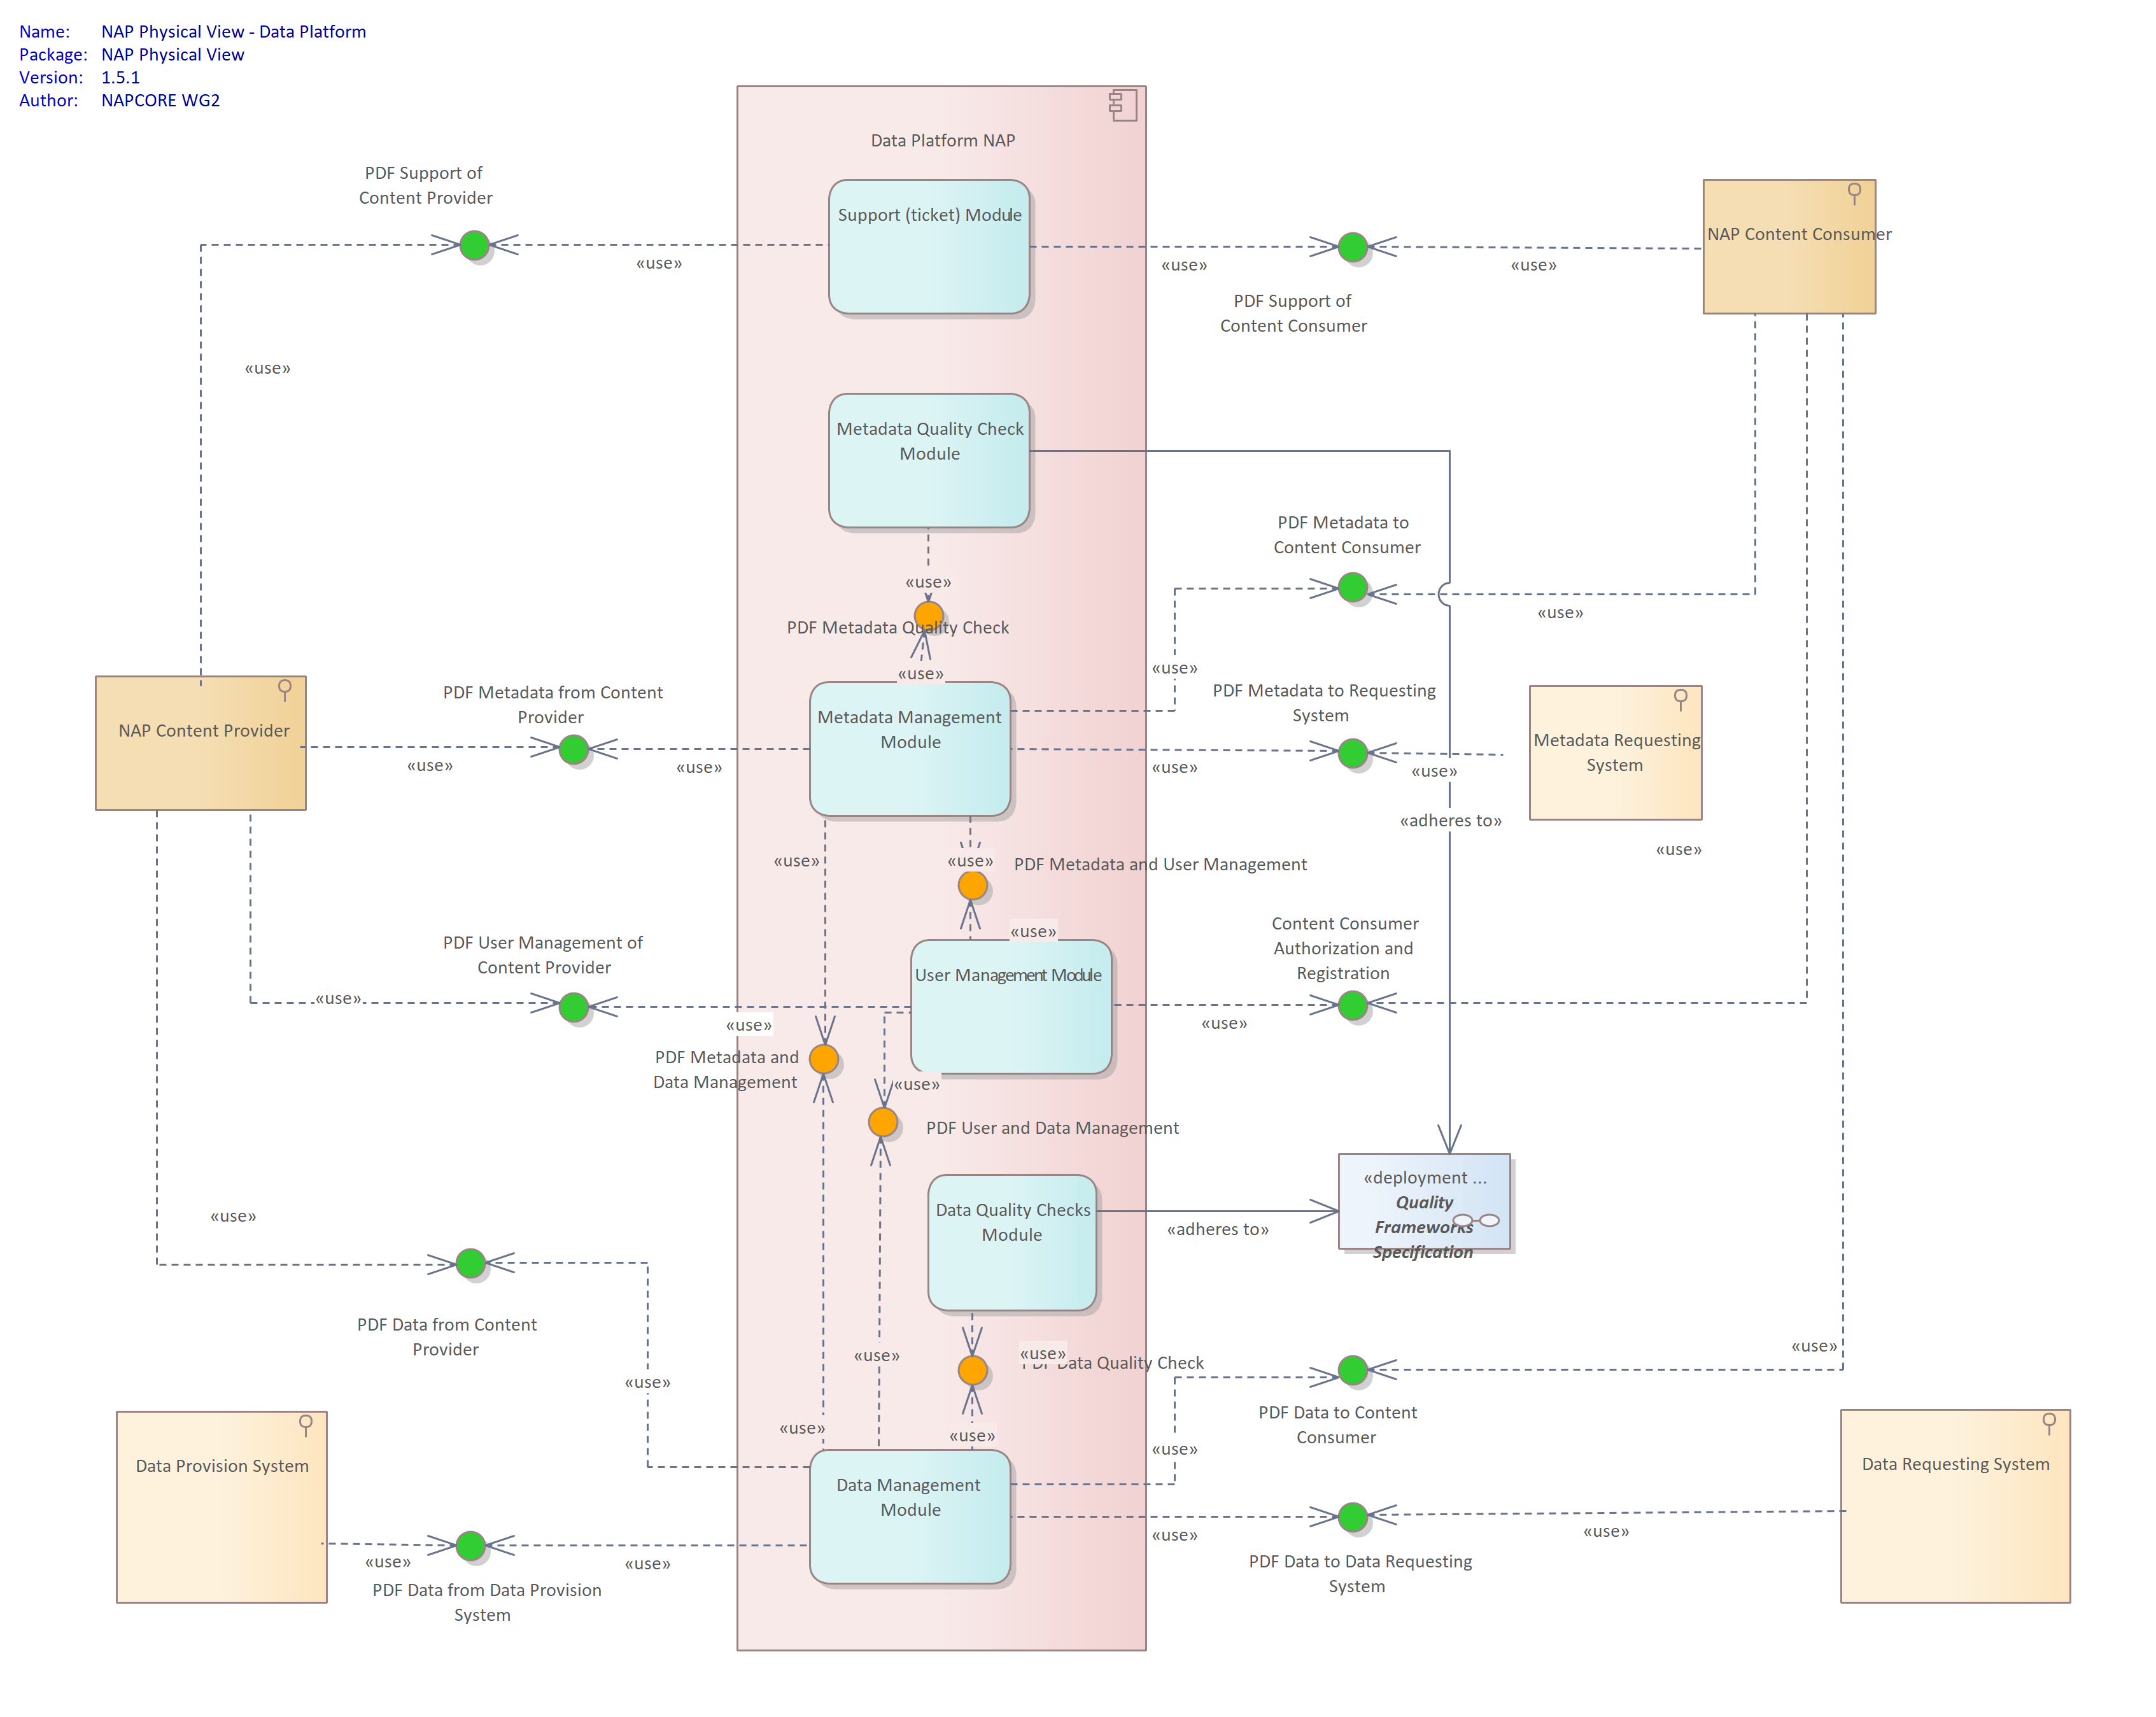 Name: NAP Physical View - Data Platform
Package: NAP Physical View
Version: 1.5.1
Author: NAPCORE WG2
Data Platform NAP
PDF Support of
Content Provider
Support (ticket) Module
NAP Content Consumer
«use»
«use»
«use»
PDF Support of
Content Consumer
«use»
Metadata Quality Check
Module
PDF Metadata to
Content Consumer
«use»
«use»
PDF Metadata Quality Check
«use»
«use»
PDF Metadata from Content
Provider
PDF Metadata to Requesting
System
NAP Content Provider
Metadata Management
Module
Metadata Requesting
System
«use»
«use»
«use»
«use»
«adheres to»
«use»
«use»
«use»
PDF Metadata and User Management
PDF User Management of
Content Provider
«use»
Content Consumer
Authorization and
Registration
User Management Module
«use»
«use»
«use»
PDF Metadata and
Data Management
«use»
PDF User and Data Management
«deployment ...
Quality
Frameworks
Specification
Data Quality Checks
Module
«use»
«adheres to»
PDF Data from Content
Provider
«use»
«use»
PDF Data Quality Check
«use»
«use»
PDF Data to Content
Consumer
«use»
«use»
«use»
Data Provision System
Data Management
Module
Data Requesting System
«use»
«use»
«use»
«use»
PDF Data from Data Provision
System
PDF Data to Data Requesting
System